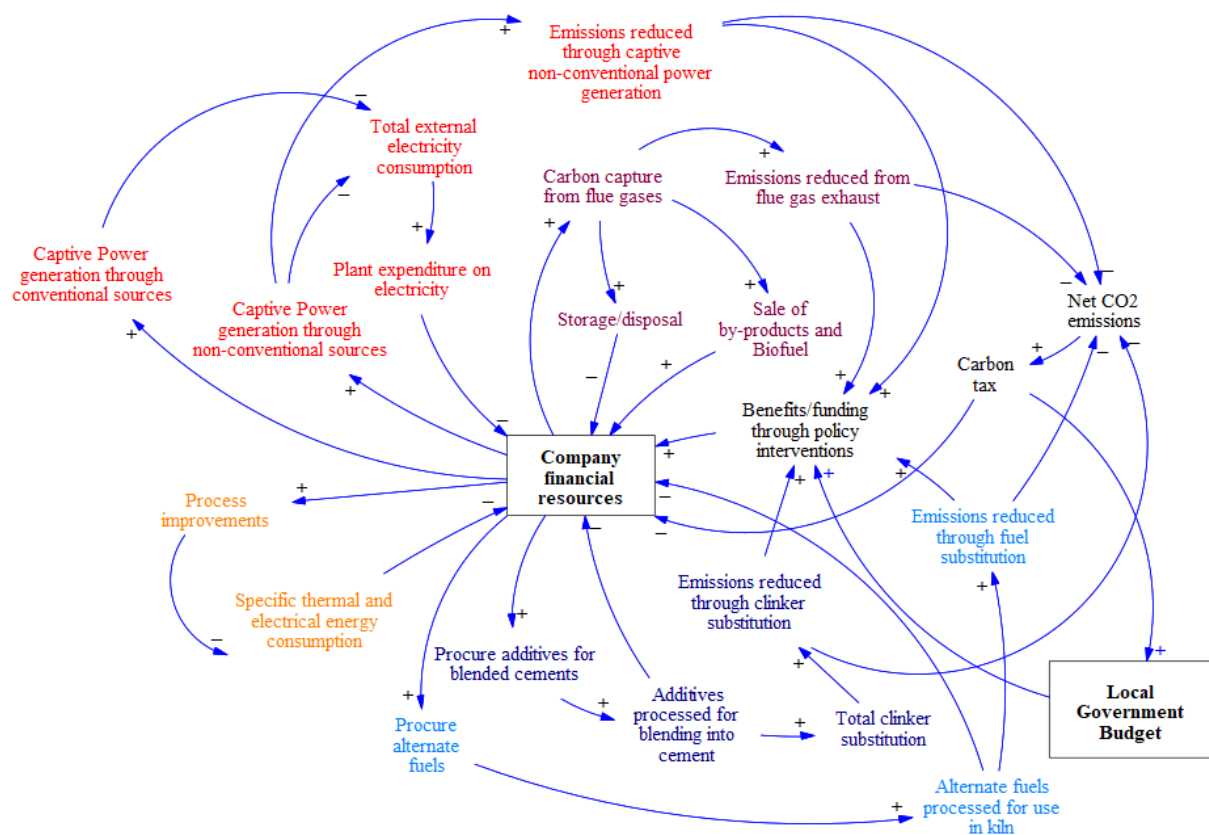 Emissions reduced
through captive
non-conventional power
generation
Total external
electricity
consumption
Carbon capture
from flue gases
Emissions reduced from
flue gas exhaust
Captive Power
generation through
conventional sources
Plant expenditure on
electricity
Captive Power
generation through
non-conventional sources
Storage/disposal
Sale of
by-products and
Biofuel
Net CO2
emissions
Carbon
tax
Benefits/funding
through policy
interventions
Company
financial
resources
Process
improvements
Emissions reduced
through fuel
substitution
Specific thermal and
electrical energy
consumption
Emissions reduced
through clinker
substitution
Procure additives for
blended cements
Additives
processed for
blending into
cement
Total clinker
substitution
Local
Government
Budget
Procure
alternate
fuels
Alternate fuels
processed for use
in kiln